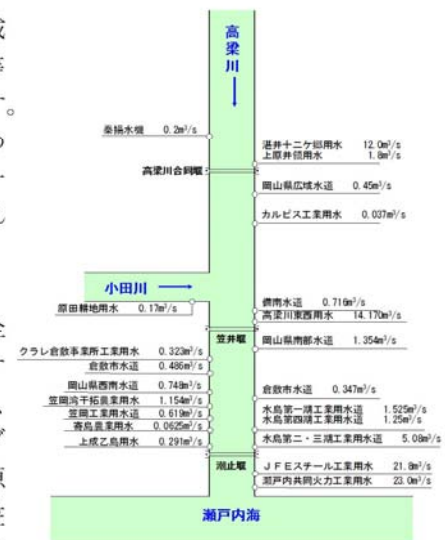 高梁川
秦揚水機 0.2m³/s
湛井十二ケ郷用水 12.0m³/s
上原井領用水 1.8m³/s
高梁川合同堰
岡山県広域水道 0.45m³/s
カルピス工業用水 0.037m³/s
小田川
原田耕地用水 0.17m³/s
備南水道 0.716m³/s
高梁川東西用水 14.170m³/s
笠井堰
岡山県南部水道 1.354m³/s
クラレ倉敷事業所工業用水 0.323m³/s
倉敷市水道 0.486m³/s
岡山県西南水道 0.748m³/s
笠岡湾干拓農業用水 1.154m³/s
笠岡工業用水 0.619m³/s
寄島農業用水 0.0625m³/s
上成乙島用水 0.291m³/s
倉敷市水道 0.347m³/s
水島第一期工業用水道 1.525m³/s
水島第四期工業用水道 1.25m³/s
水島第二・三期工業用水道 5.08m³/s
潮止堰
JFEスチール工業用水 21.8m³/s
瀬戸内共同火力工業用水 23.0m³/s
瀬戸内海